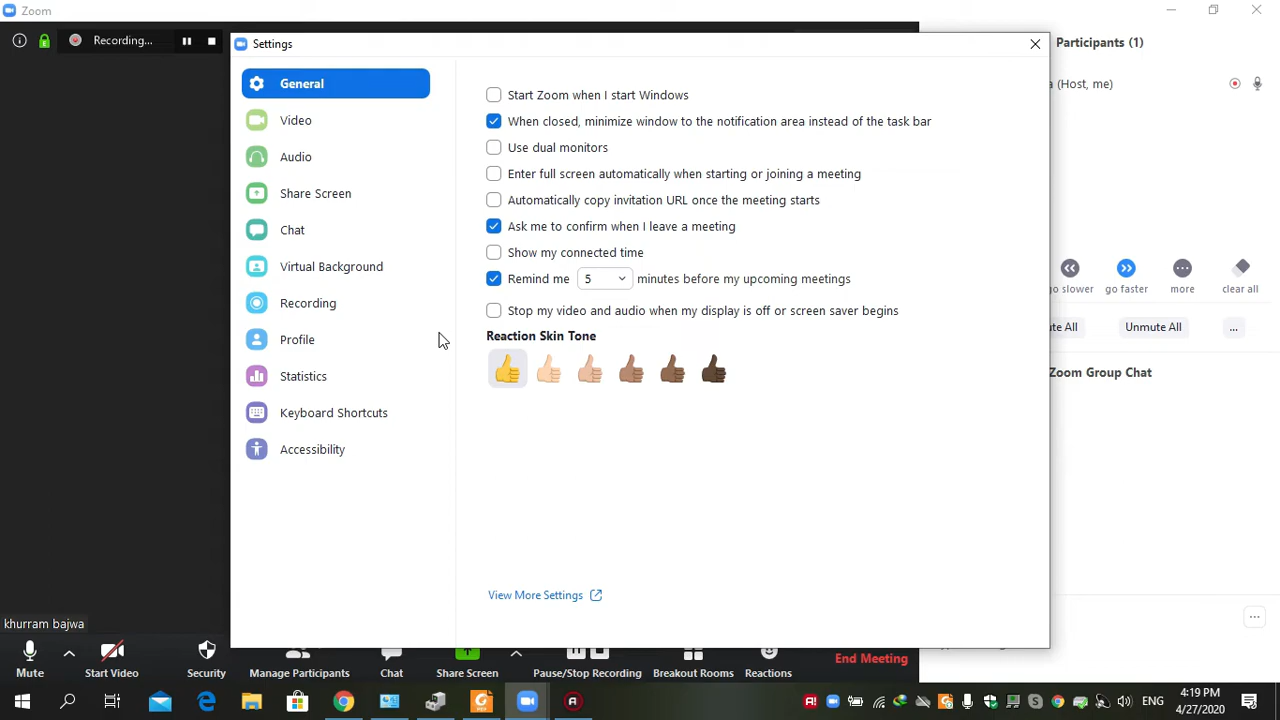 Zoom
Recording...
Settings
Participants (1)
General
Video
Audio
Share Screen
Chat
Virtual Background
Recording
Profile
Statistics
Keyboard Shortcuts
Accessibility
Start Zoom when I start Windows
When closed, minimize window to the notification area instead of the task bar
Use dual monitors
Enter full screen automatically when starting or joining a meeting
Automatically copy invitation URL once the meeting starts
Ask me to confirm when I leave a meeting
Show my connected time
Remind me 5 minutes before my upcoming meetings
Stop my video and audio when my display is off or screen saver begins
Reaction Skin Tone
View More Settings
a (Host, me)
go slower go faster more clear all
te All Unmute All ...
Zoom Group Chat
khurram bajwa
Mute Start Video Security Manage Participants Chat Share Screen Pause/Stop Recording Breakout Rooms Reactions
End Meeting
ENG
4:19 PM
4/27/2020